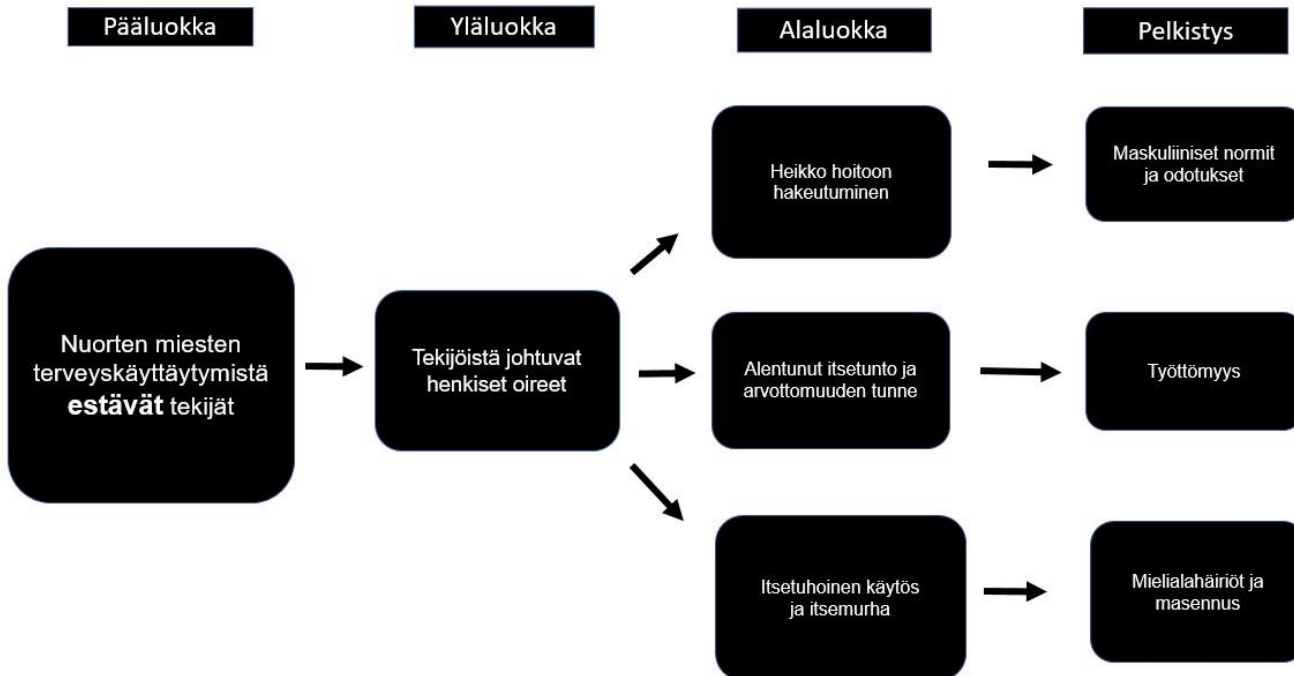 Pääluokka
Yläluokka
Alaluokka
Pelkistys
Nuorten miesten
terveyskäyttäytymistä
estävät tekijät
Tekijöistä johtuvat
henkiset oireet
Heikko hoitoon
hakeutuminen
Maskuliiniset normit
ja odotukset
Alentunut itsetunto ja
arvottomuuden tunne
Työttömyys
Itsetuhoinen käytös
ja itsemurha
Mielialahäiriöt ja
masennus